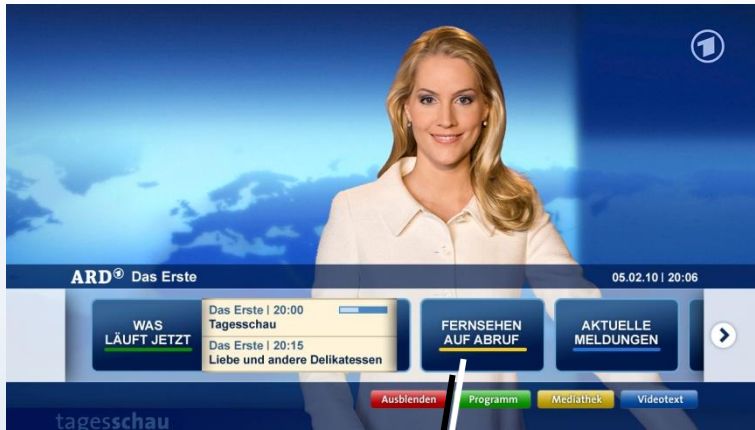 1
ARD® Das Erste
05.02.10 | 20:06
WAS
LÄUFT JETZT
Das Erste | 20:00
Tagesschau
Das Erste | 20:15
Liebe und andere Delikatessen
FERNSEHEN
AUF ABRUF
AKTUELLE
MELDUNGEN
Ausblenden
Programm
Mediathek
Videotext
tagesschau